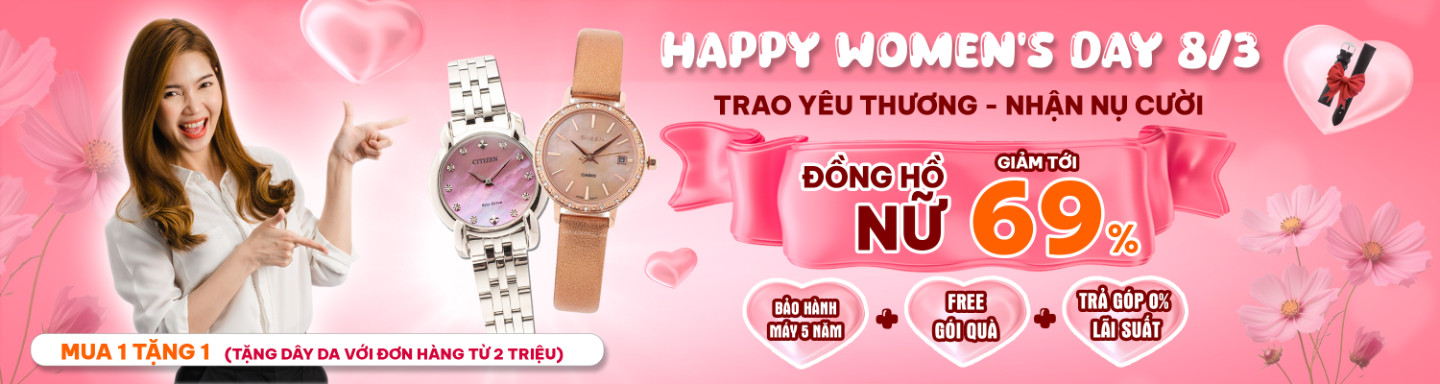 HAPPY WOMEN'S DAY 8/3
TRAO YÊU THƯƠNG - NHẬN NỤ CƯỜI
ĐỒNG HỒ
NỮ
GIẢM TỚI
69%
CITIZEN
Eco-Drive
CASIO
BẢO HÀNH
MÁY 5 NĂM
+
FREE
GÓI QUÀ
+
TRẢ GÓP 0%
LÃI SUẤT
MUA 1 TẶNG 1 (TẶNG DÂY DA VỚI ĐƠN HÀNG TỪ 2 TRIỆU)